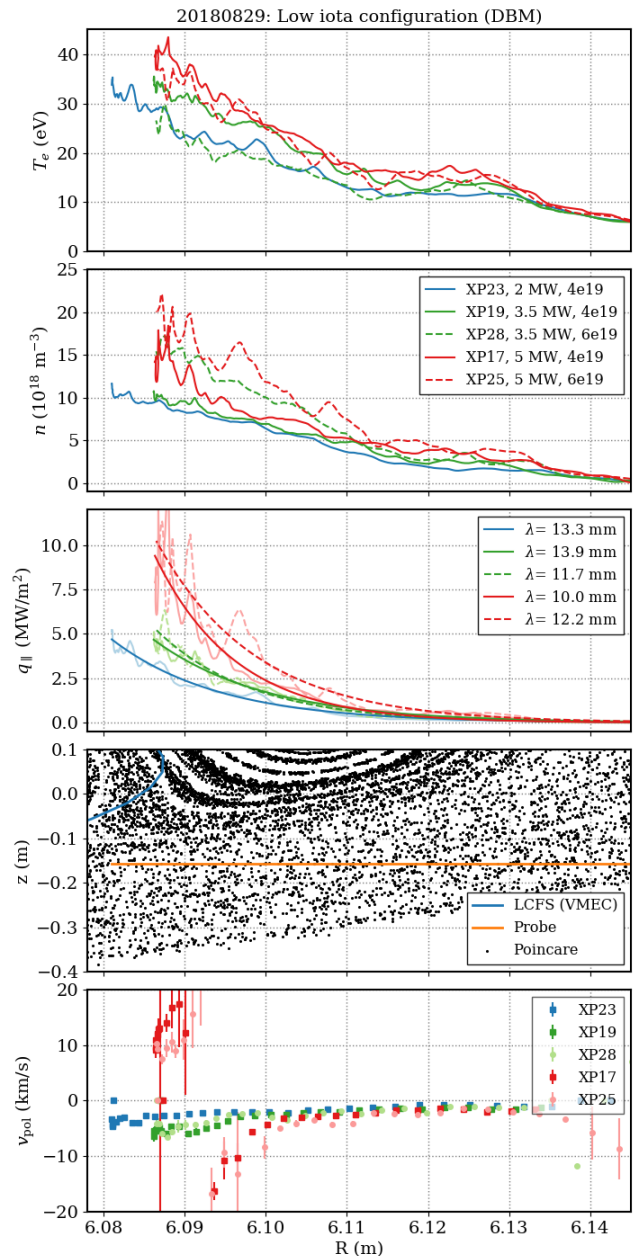 20180829: Low iota configuration (DBM)
40
30
20
10
0
T_e (eV)
25
20
15
10
5
0
n (10^18 m^−3)
XP23, 2 MW, 4e19
XP19, 3.5 MW, 4e19
XP28, 3.5 MW, 6e19
XP17, 5 MW, 4e19
XP25, 5 MW, 6e19
10.0
7.5
5.0
2.5
0.0
q_∥ (MW/m²)
λ= 13.3 mm
λ= 13.9 mm
λ= 11.7 mm
λ= 10.0 mm
λ= 12.2 mm
0.1
0.0
−0.1
−0.2
−0.3
−0.4
z (m)
LCFS (VMEC)
Probe
Poincare
20
10
0
−10
−20
v_pol (km/s)
XP23
XP19
XP28
XP17
XP25
6.08 6.09 6.10 6.11 6.12 6.13 6.14
R (m)